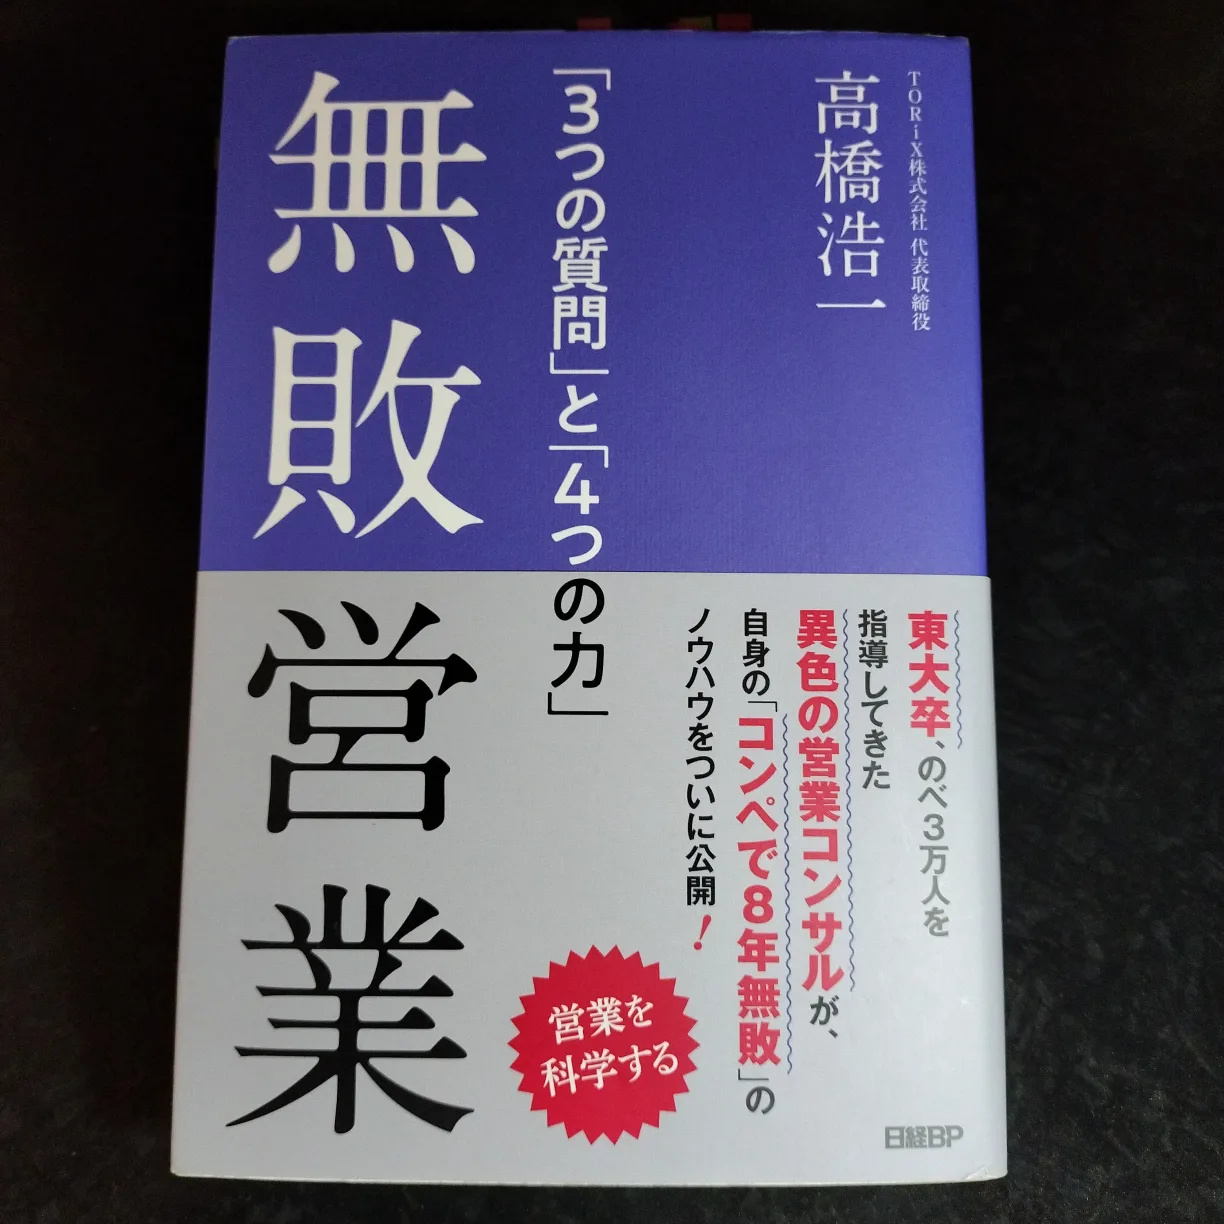 TORiX株式会社 代表取締役
高橋浩一
「3つの質問」と「4つの力」
無敗営業
東大卒、のべ3万人を
指導してきた
異色の営業コンサルが、
自身の「コンペで8年無敗」の
ノウハウをついに公開！
営業を
科学する
日経BP